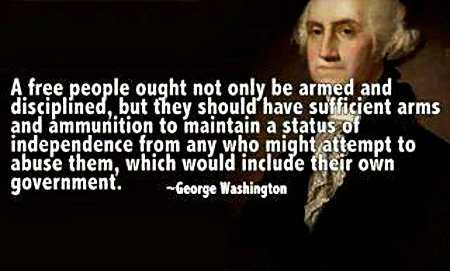 A free people ought not only be armed and
disciplined, but they should have sufficient arms
and ammunition to maintain a status of
independence from any who might attempt to
abuse them, which would include their own
government.
~George Washington